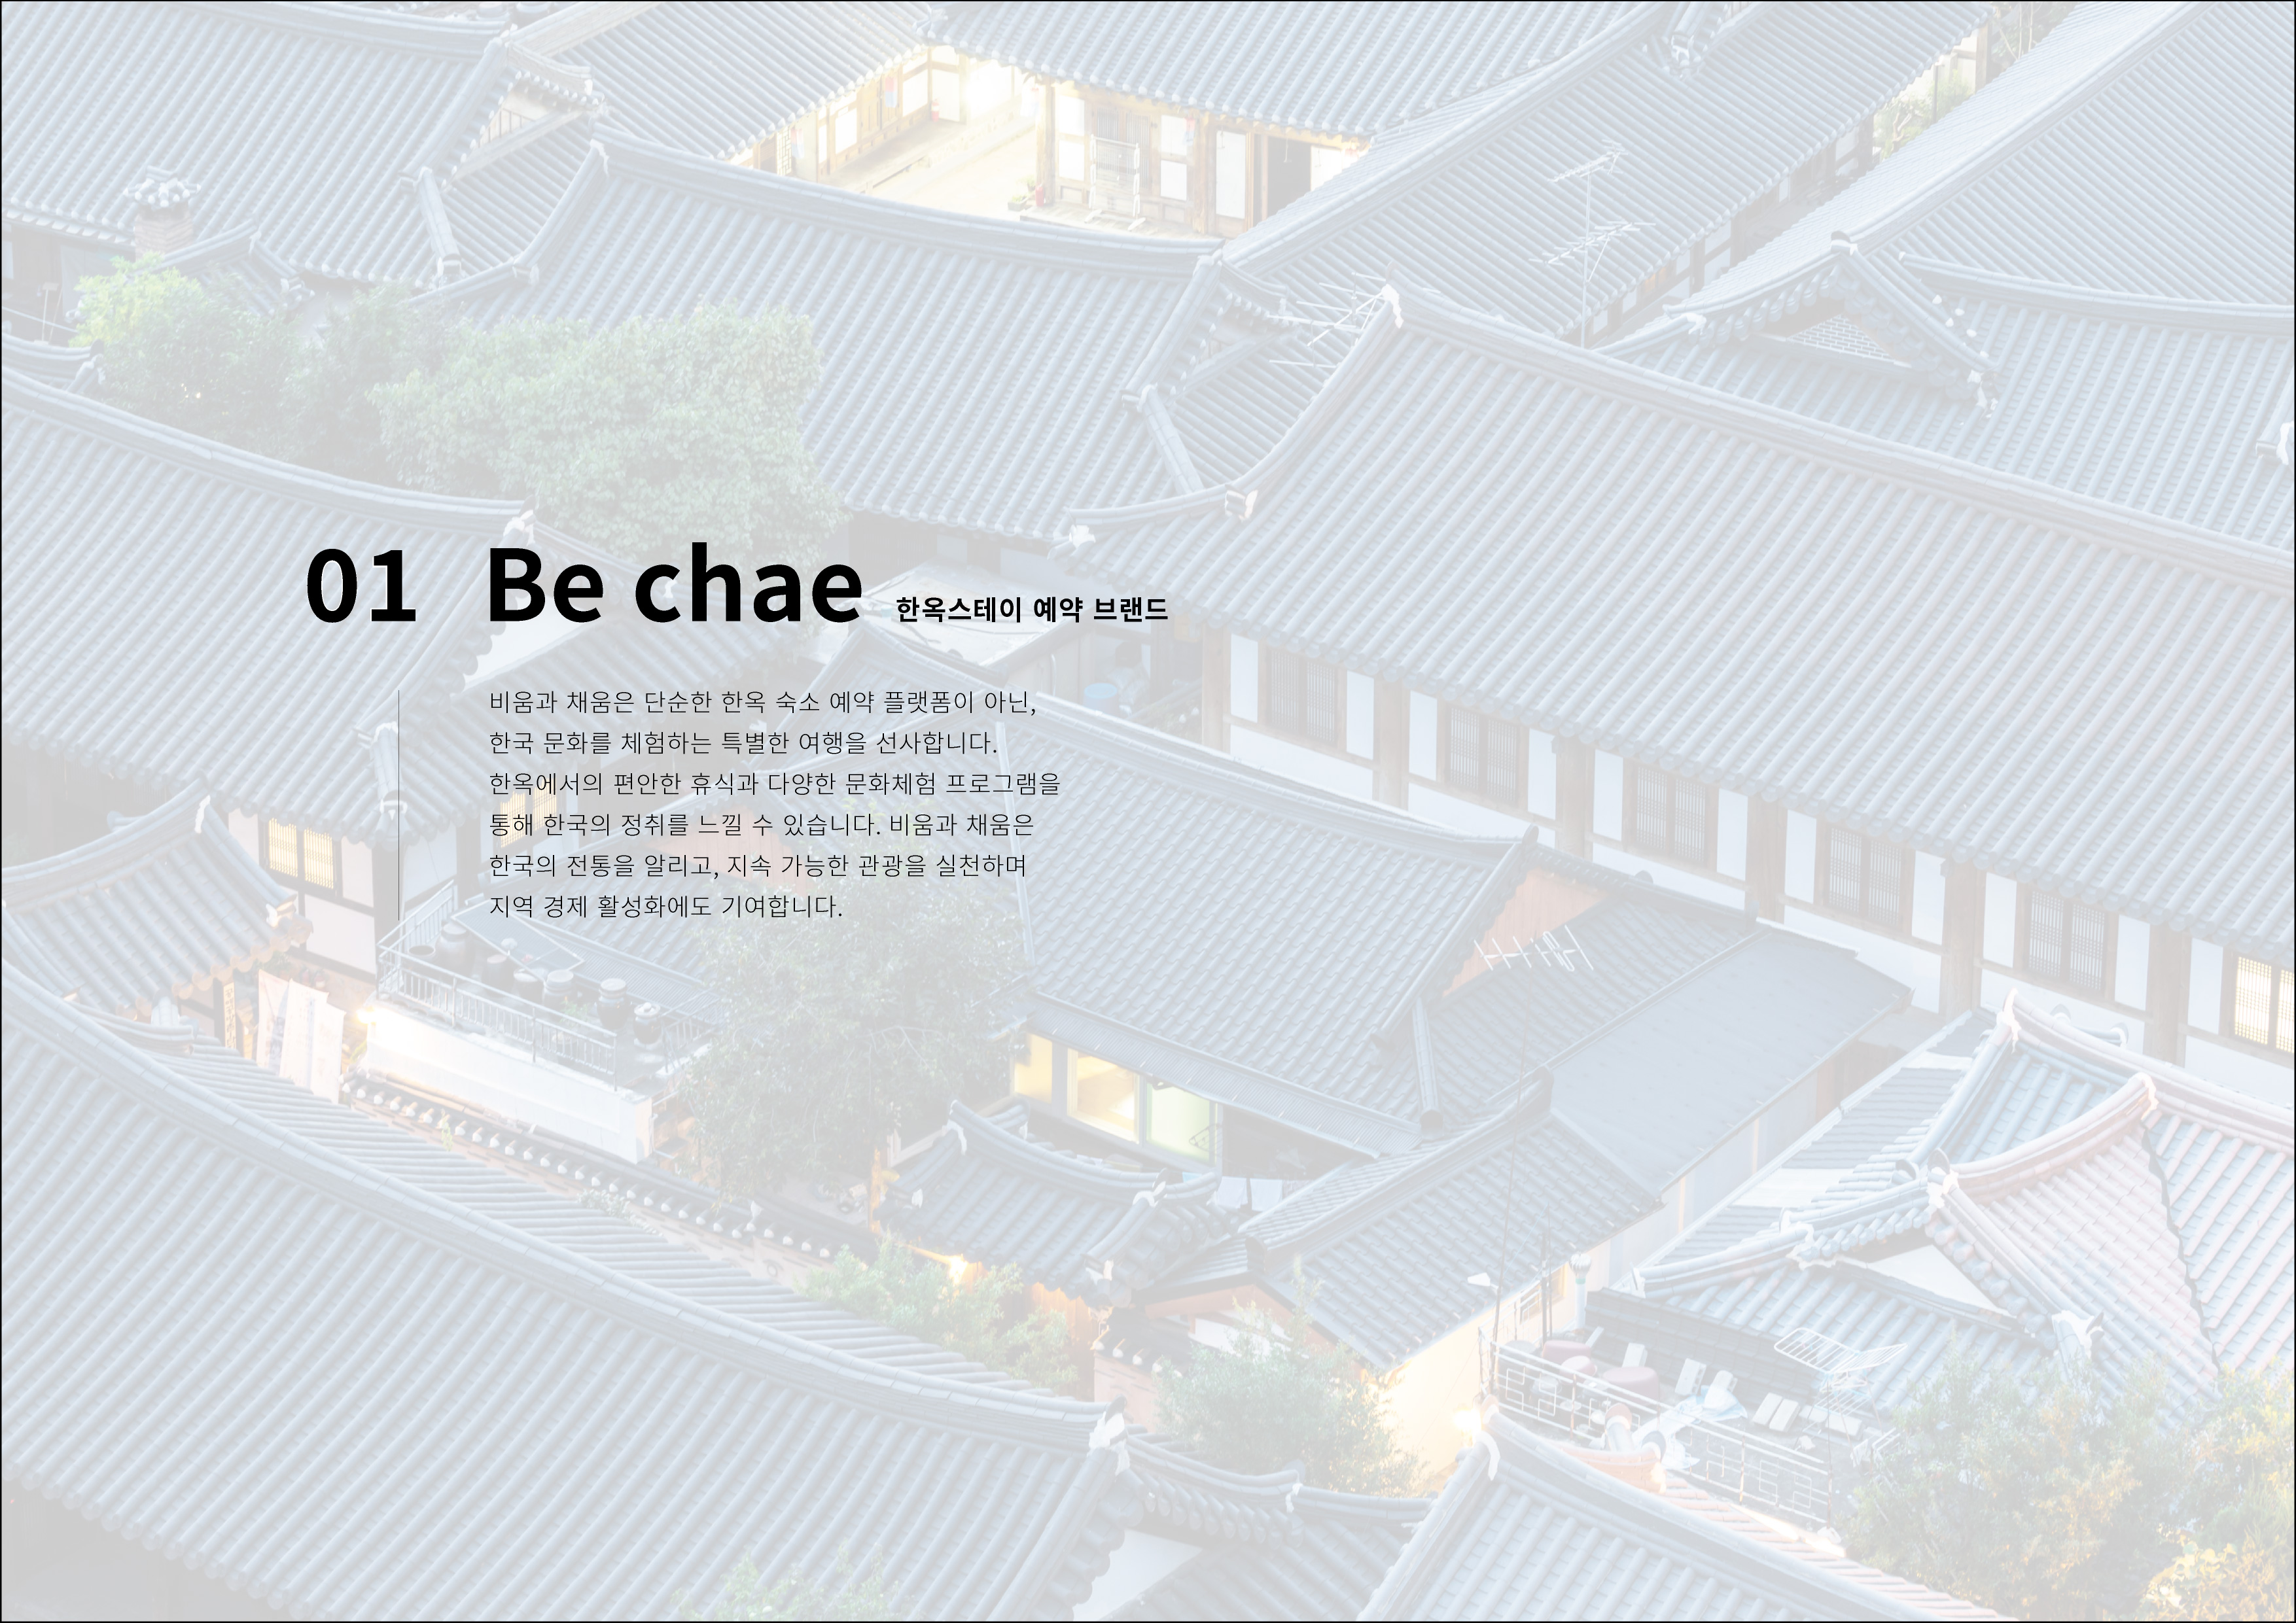 01 Be chae 한옥스테이 예약 브랜드
비움과 채움은 단순한 한옥 숙소 예약 플랫폼이 아닌,
한국 문화를 체험하는 특별한 여행을 선사합니다.
한옥에서의 편안한 휴식과 다양한 문화체험 프로그램을
통해 한국의 정취를 느낄 수 있습니다. 비움과 채움은
한국의 전통을 알리고, 지속 가능한 관광을 실천하며
지역 경제 활성화에도 기여합니다.